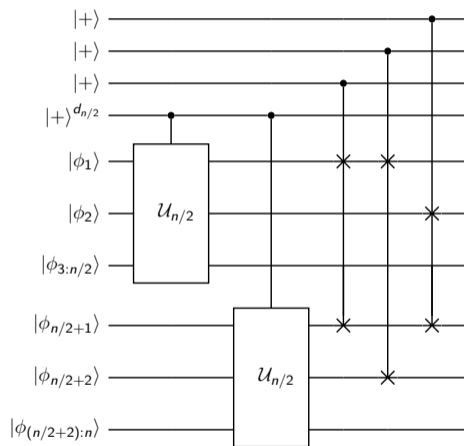 |+⟩
|+⟩
|+⟩
|+⟩^{d_{n/2}}
|ϕ_1⟩
|ϕ_2⟩
𝒰_{n/2}
|ϕ_{3:n/2}⟩
|ϕ_{n/2+1}⟩
|ϕ_{n/2+2}⟩
𝒰_{n/2}
|ϕ_{(n/2+2):n}⟩